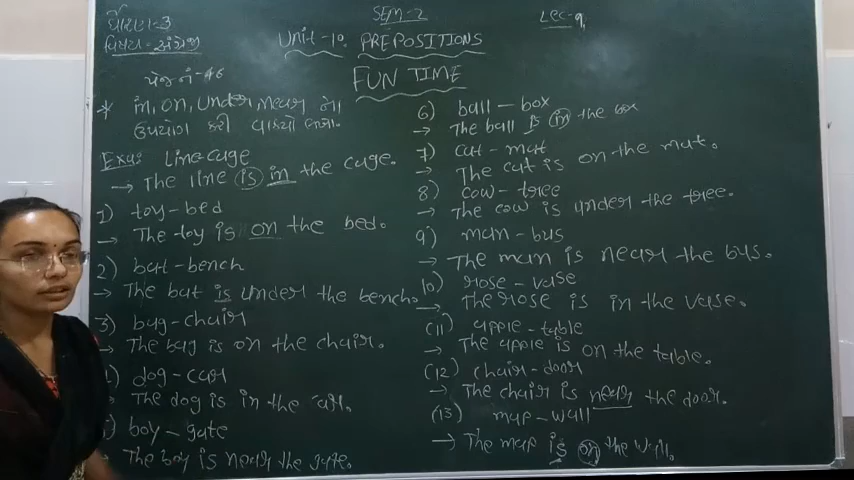 ધોરણ-3
વિષય - અંગ્રેજી
SEM-2
Lec-9
Unit-10 PREPOSITIONS
FUN TIME
પેજ નં-46
* in, on, under, near નો
ઉપયોગ કરી વાક્યો બનાવો.
Exa: Line-cage
→ The line is in the cage.
1) toy-bed
→ The toy is on the bed.
2) bat-bench
→ The bat is under the bench.
3) bag-chair
→ The bag is on the chair.
4) dog-car
→ The dog is in the car.
5) boy-gate
→ The boy is near the gate.
6) ball-box
→ The ball is in the box
7) cat-mat
→ The cat is on the mat.
8) cow-tree
→ The cow is under the tree.
9) man-bus
→ The man is near the bus.
10) rose-vase
→ The rose is in the vase.
(11) apple-table
→ The apple is on the table.
(12) chair-door
→ The chair is near the door.
(13) map-wall
→ The map is on the wall.